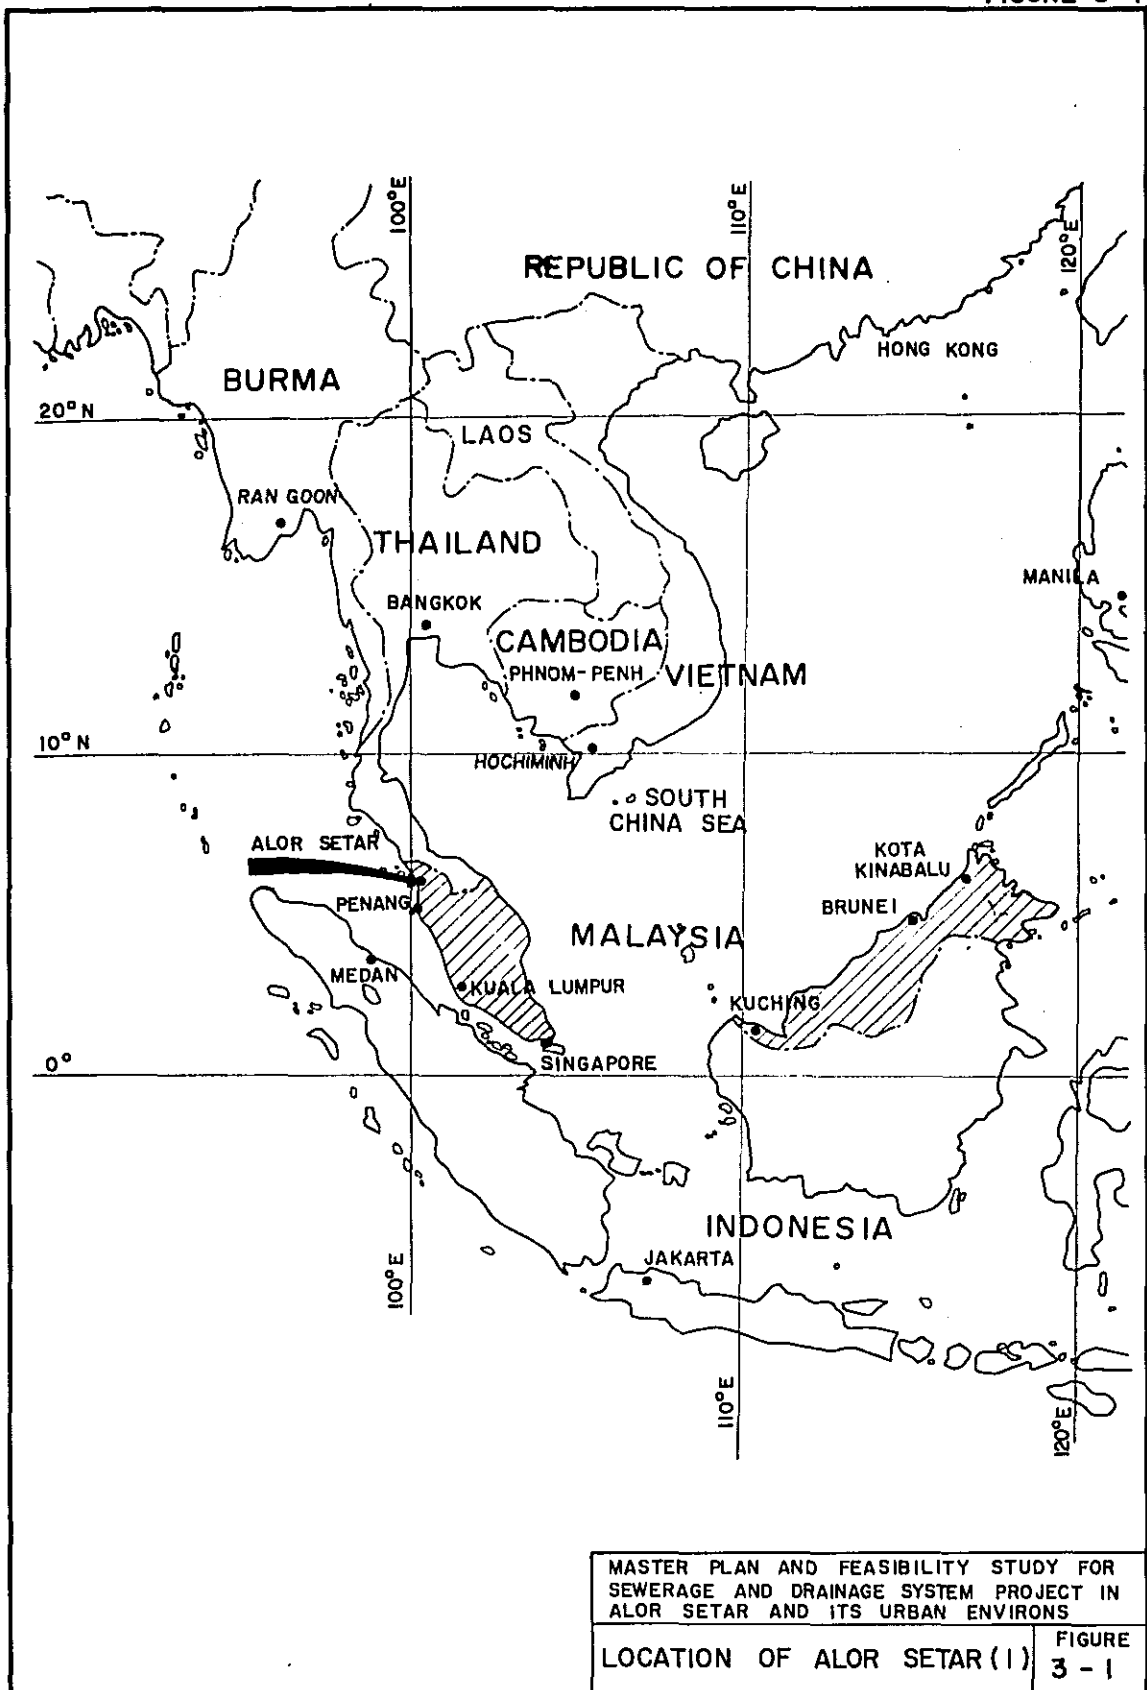 100°E
110°E
120°E
REPUBLIC OF CHINA
HONG KONG
BURMA
20°N
LAOS
RAN GOON
THAILAND
MANILA
BANGKOK
CAMBODIA
PHNOM-PENH
VIETNAM
10°N
HOCHIMINH
SOUTH
CHINA SEA
ALOR SETAR
KOTA
KINABALU
PENANG
BRUNEI
MALAYSIA
MEDAN
KUALA LUMPUR
KUCHING
SINGAPORE
0°
INDONESIA
JAKARTA
100°E
110°E
120°E
MASTER PLAN AND FEASIBILITY STUDY FOR
SEWERAGE AND DRAINAGE SYSTEM PROJECT IN
ALOR SETAR AND ITS URBAN ENVIRONS
LOCATION OF ALOR SETAR (1)
FIGURE
3 - 1